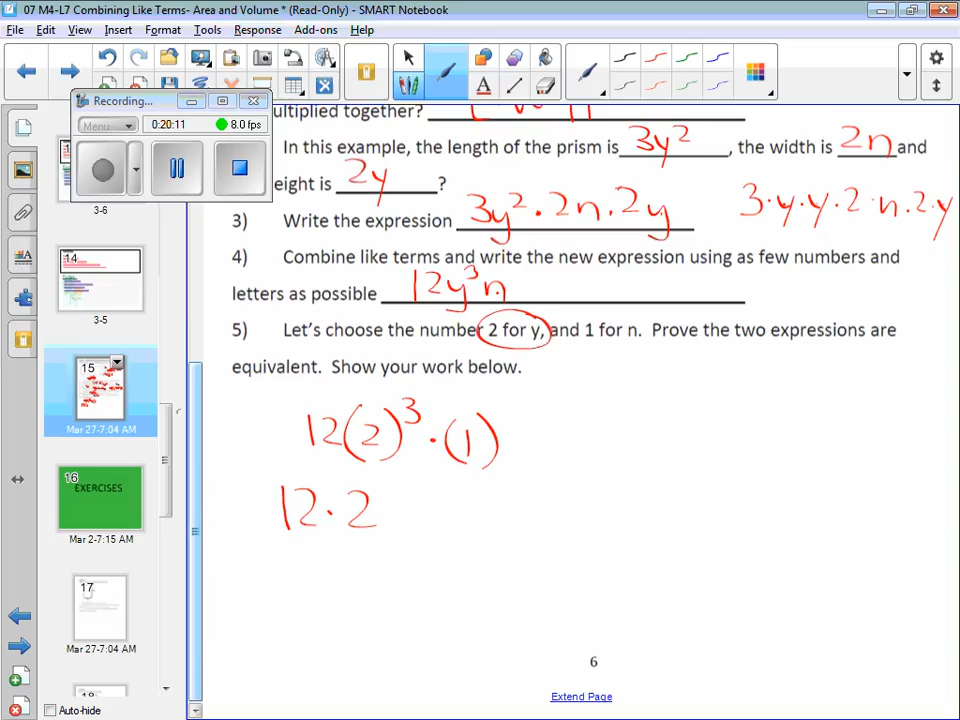 07 M4-L7 Combining Like Terms- Area and Volume * (Read-Only) - SMART Notebook
File Edit View Insert Format Tools Response Add-ons Help
Recording...
Menu 0:20:11 8.0 fps
ultiplied together?
In this example, the length of the prism is 3y² , the width is 2n and
eight is 2y ?
3) Write the expression 3y² · 2n · 2y 3·y·y·2·n·2·y
4) Combine like terms and write the new expression using as few numbers and
letters as possible 12y³n
5) Let's choose the number 2 for y, and 1 for n. Prove the two expressions are
equivalent. Show your work below.
12(2)³ · (1)
12 · 2
6
Extend Page
3-6
14
3-5
15
Mar 27-7:04 AM
16
EXERCISES
Mar 2-7:15 AM
17
Mar 27-7:04 AM
Auto-hide